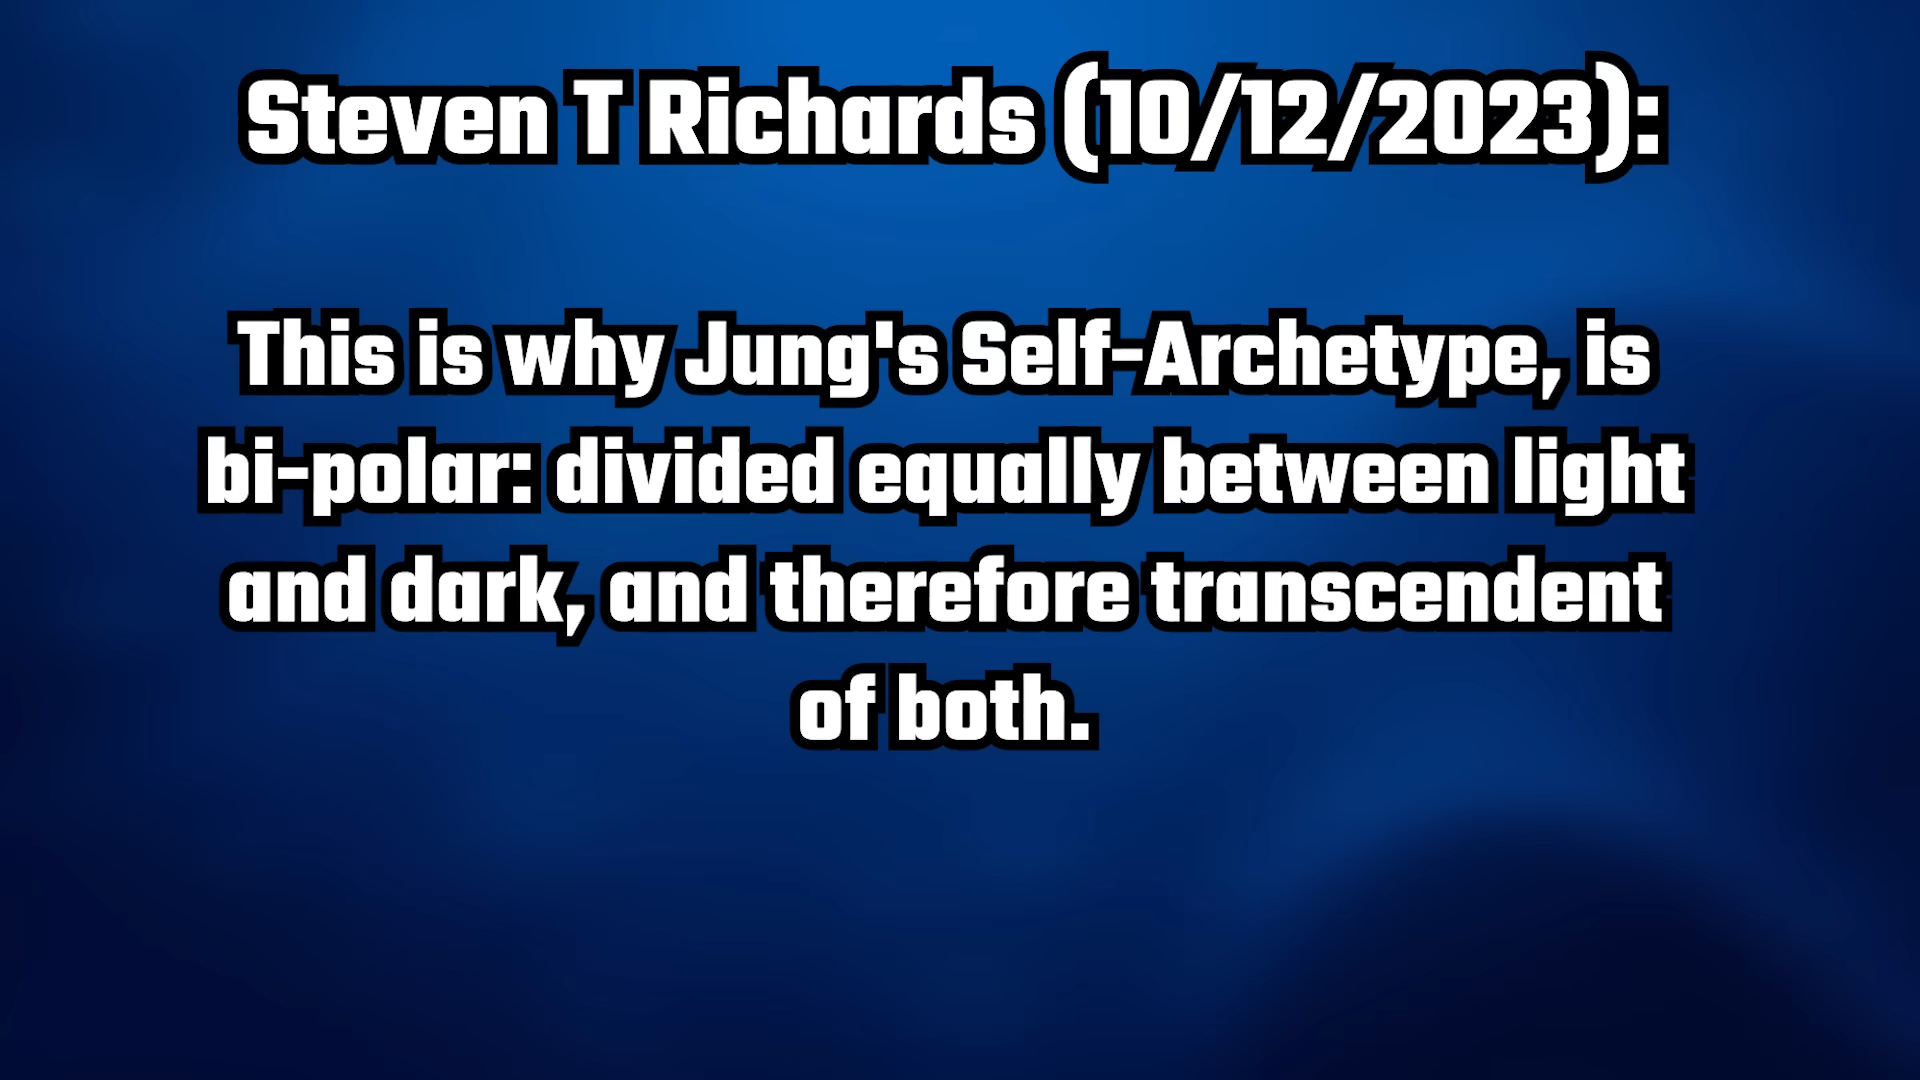 Steven T Richards (10/12/2023):
This is why Jung's Self-Archetype, is
bi-polar: divided equally between light
and dark, and therefore transcendent
of both.